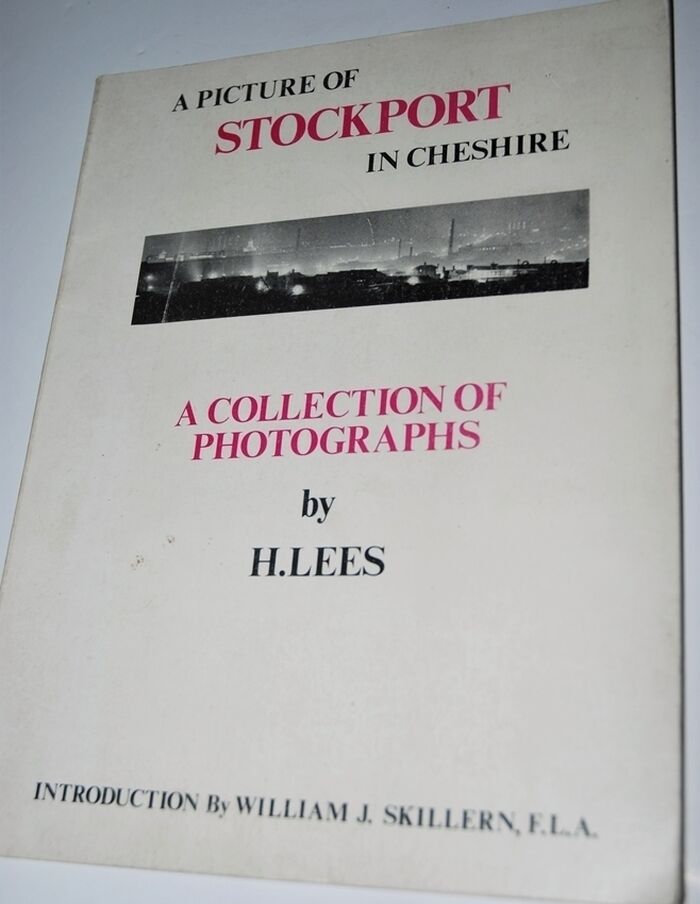 A PICTURE OF
STOCKPORT
IN CHESHIRE
A COLLECTION OF
PHOTOGRAPHS
by
H.LEES
INTRODUCTION By WILLIAM J. SKILLERN, F.L.A.